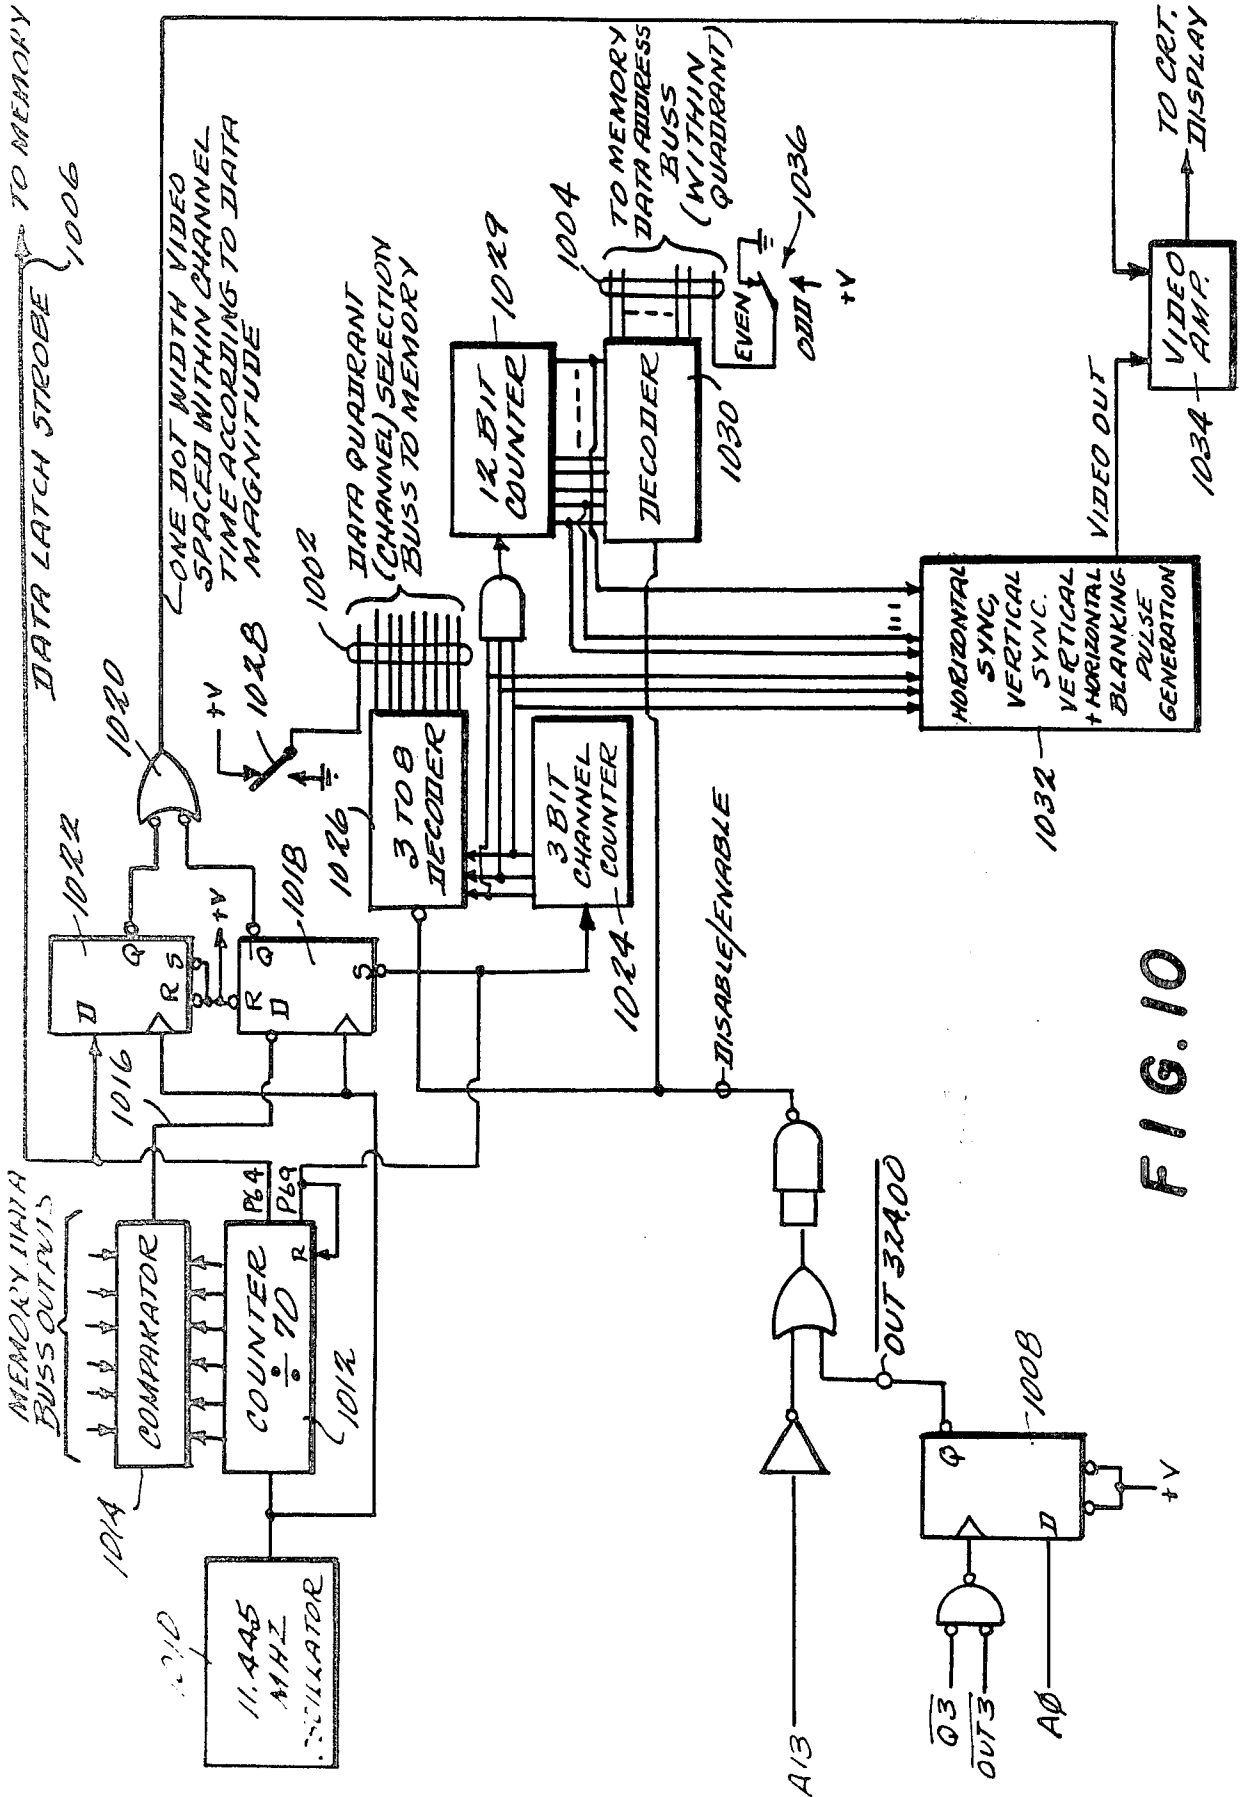 TO MEMORY
DATA LATCH STROBE
1006
ONE DOT WIDTH VIDEO
SPACED WITHIN CHANNEL
TIME ACCORDING TO DATA
MAGNITUDE
MEMORY DATA
BUSS OUTPUTS
1014
COMPARATOR
1016
P64
P69
R
COUNTER
÷ 70
1012
11.445
MHZ
OSCILLATOR
D
Q
R
S
1022
+V
R
D
Q
S
1018
1020
+V
1028
1002
DATA QUADRANT
(CHANNEL) SELECTION
BUSS TO MEMORY
1026
3 TO 8
DECODER
3 BIT
CHANNEL
COUNTER
1024
12 BIT
COUNTER
1029
DECODER
1030
1004
TO MEMORY
DATA ADDRESS
BUSS
(WITHIN
QUADRANT)
EVEN
ODD
+V
1036
DISABLE/ENABLE
HORIZONTAL
SYNC,
VERTICAL
SYNC.
VERTICAL
+HORIZONTAL
BLANKING
PULSE
GENERATION
1032
VIDEO OUT
VIDEO
AMP.
1034
TO CRT.
DISPLAY
A13
OUT 324.00
Q3
OUT3
AØ
Q
D
1008
+V
FIG.10